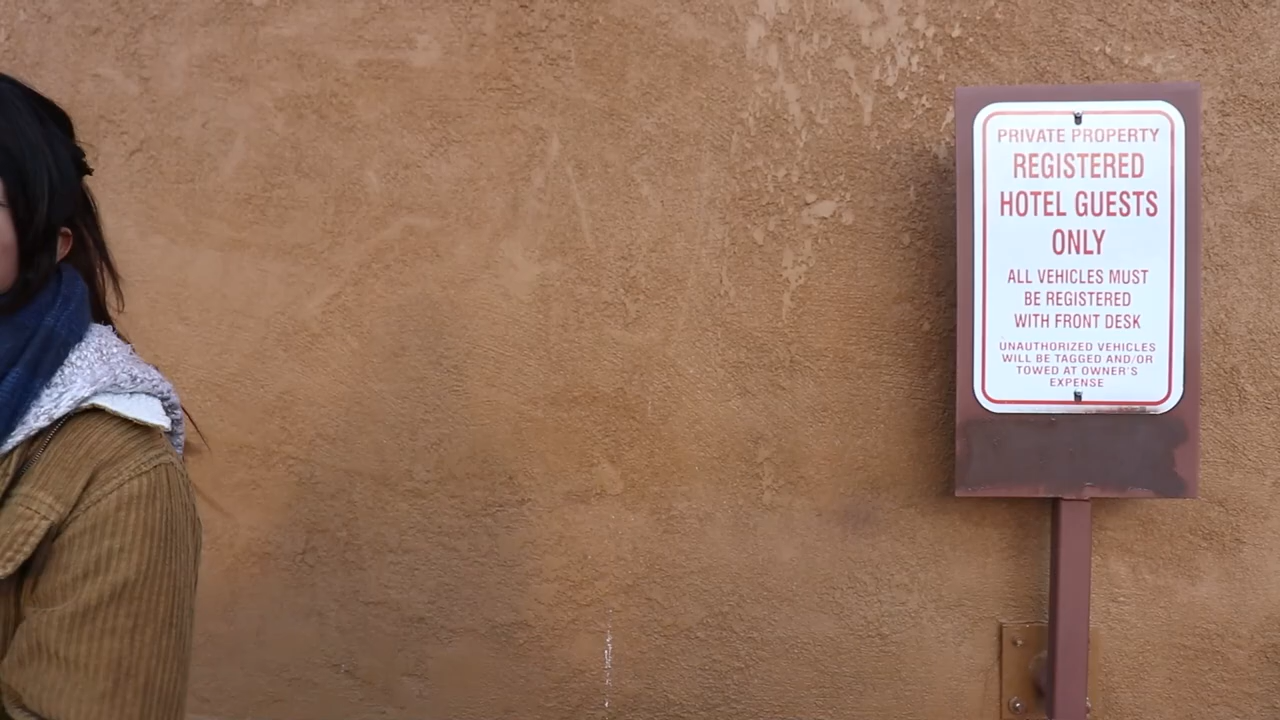 PRIVATE PROPERTY
REGISTERED
HOTEL GUESTS
ONLY
ALL VEHICLES MUST
BE REGISTERED
WITH FRONT DESK
UNAUTHORIZED VEHICLES
WILL BE TAGGED AND/OR
TOWED AT OWNER'S
EXPENSE